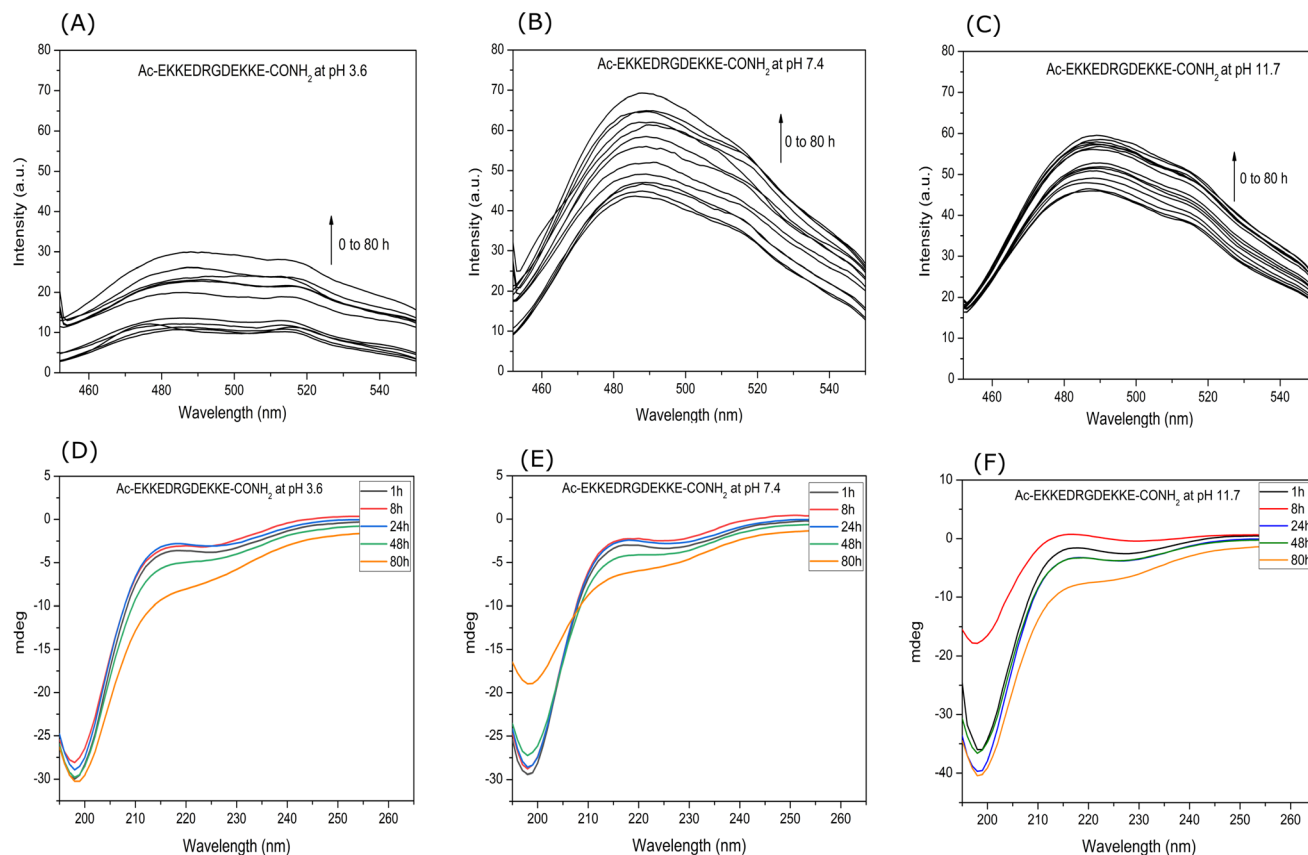 (A)
Ac-EKKEDRGDEKKE-CONH2 at pH 3.6
0 to 80 h
Intensity (a.u.)
80
70
60
50
40
30
20
10
0
460
480
500
520
540
Wavelength (nm)
(B)
Ac-EKKEDRGDEKKE-CONH2 at pH 7.4
0 to 80 h
Intensity (a.u.)
80
70
60
50
40
30
20
10
0
460
480
500
520
540
Wavelength (nm)
(C)
Ac-EKKEDRGDEKKE-CONH2 at pH 11.7
0 to 80 h
Intensity (a.u.)
80
70
60
50
40
30
20
10
0
460
480
500
520
540
Wavelength (nm)
(D)
Ac-EKKEDRGDEKKE-CONH2 at pH 3.6
1h
8h
24h
48h
80h
mdeg
5
0
-5
-10
-15
-20
-25
-30
200
210
220
230
240
250
260
Wavelength (nm)
(E)
Ac-EKKEDRGDEKKE-CONH2 at pH 7.4
1h
8h
24h
48h
80h
mdeg
5
0
-5
-10
-15
-20
-25
-30
200
210
220
230
240
250
260
Wavelength (nm)
(F)
Ac-EKKEDRGDEKKE-CONH2 at pH 11.7
1h
8h
24h
48h
80h
mdeg
10
0
-10
-20
-30
-40
200
210
220
230
240
250
260
Wavelength (nm)